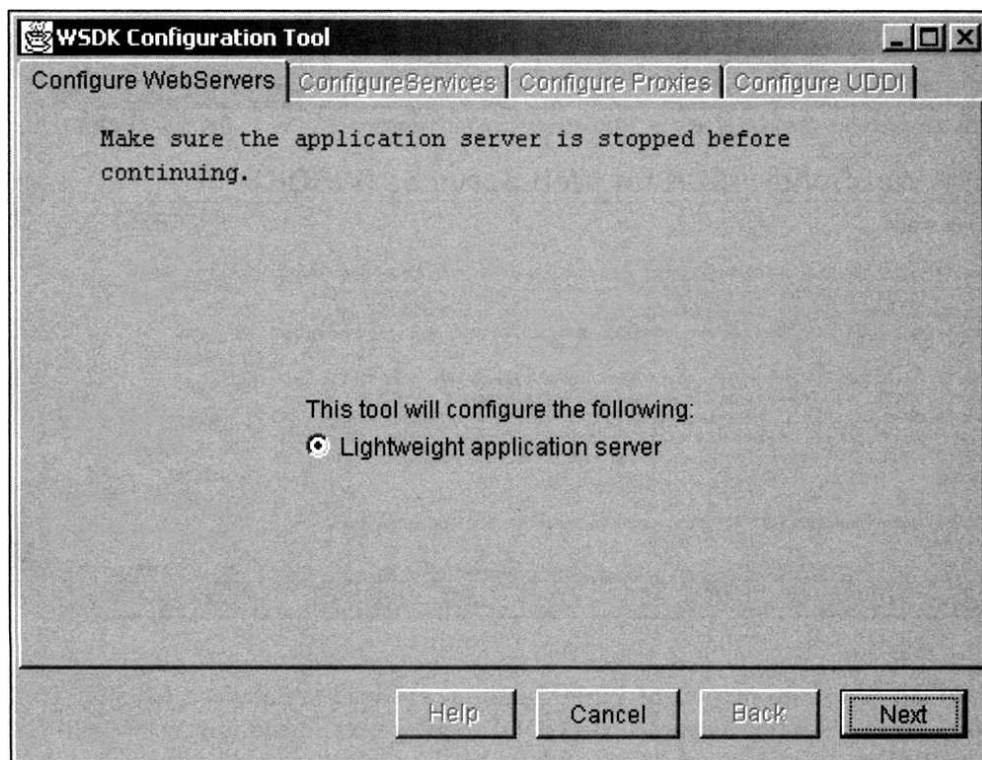 WSDK Configuration Tool
Configure WebServers
ConfigureServices
Configure Proxies
Configure UDDI
Make sure the application server is stopped before
continuing.
This tool will configure the following:
Lightweight application server
Help
Cancel
Back
Next